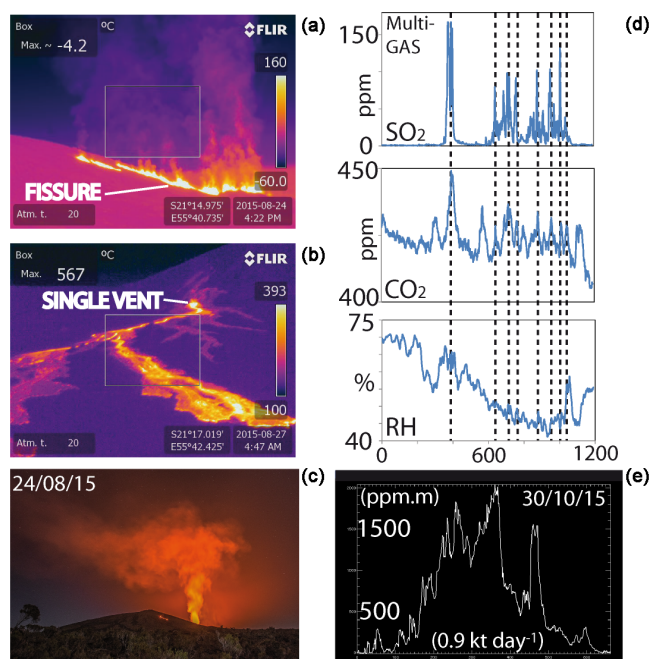 (a)
Box
ºC
Max. ~ -4.2
FLIR
160
-60.0
FISSURE
Atm. t. 20
S21°14.975'
E55°40.735'
2015-08-24
4:22 PM
(b)
Box
ºC
Max. 567
FLIR
393
100
SINGLE VENT
Atm. t. 20
S21°17.019'
E55°42.425'
2015-08-27
4:47 AM
24/08/15
(c)
(d)
Multi-
GAS
150
ppm
0
SO2
450
ppm
400
CO2
75
%
40
RH
0
600
1200
(e)
(ppm.m)
30/10/15
1500
500
(0.9 kt day-1)